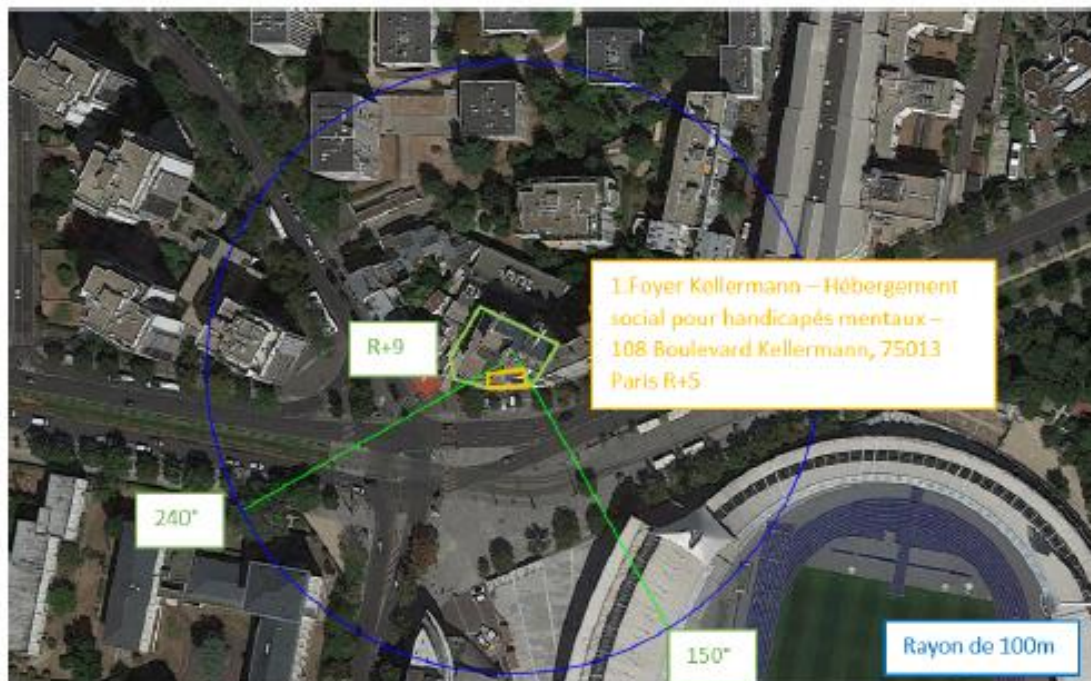 1.Foyer Kellermann – Hébergement
social pour handicapés mentaux –
108 Boulevard Kellermann, 75013
Paris R+5
R+9
240°
150°
Rayon de 100m